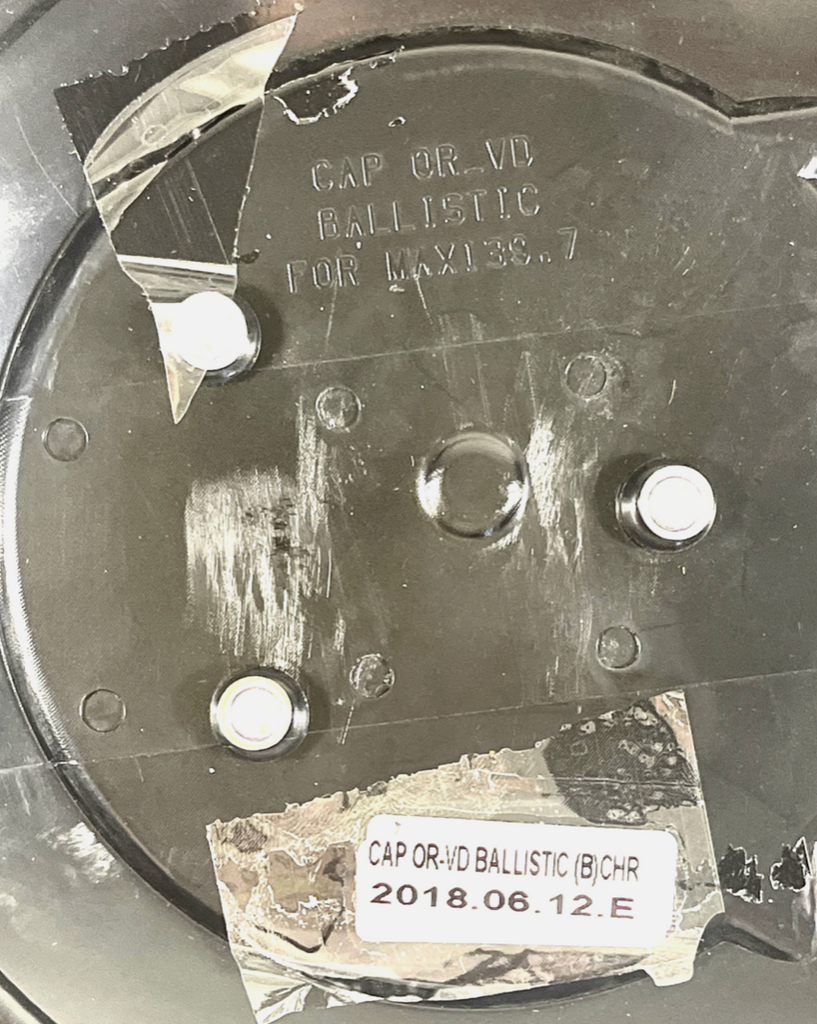 CAP OR-VD
BALLISTIC
FOR MAX13S.7
CAP OR-VD BALLISTIC (B)CHR
2018.06.12.E